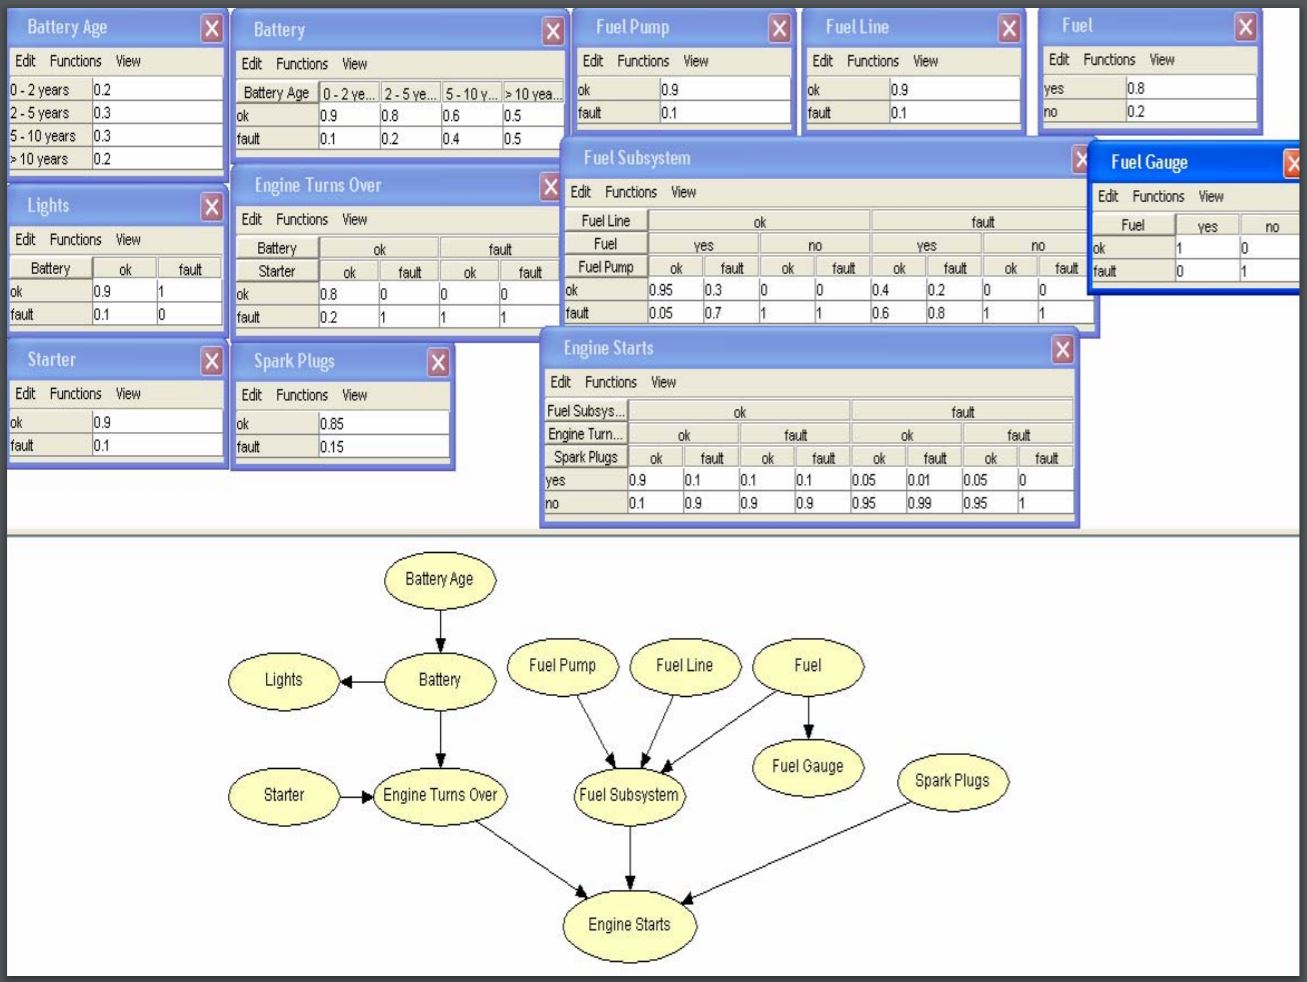 Battery Age
Edit Functions View
0 - 2 years 0.2
2 - 5 years 0.3
5 - 10 years 0.3
> 10 years 0.2
Battery
Edit Functions View
Battery Age 0 - 2 ye... 2 - 5 ye... 5 - 10 y... > 10 yea...
ok 0.9 0.8 0.6 0.5
fault 0.1 0.2 0.4 0.5
Fuel Pump
Edit Functions View
ok 0.9
fault 0.1
Fuel Line
Edit Functions View
ok 0.9
fault 0.1
Fuel
Edit Functions View
yes 0.8
no 0.2
Lights
Edit Functions View
Battery ok fault
ok 0.9 1
fault 0.1 0
Engine Turns Over
Edit Functions View
Battery ok fault
Starter ok fault ok fault
ok 0.8 0 0 0
fault 0.2 1 1 1
Fuel Subsystem
Edit Functions View
Fuel Line ok fault
Fuel yes no yes no
Fuel Pump ok fault ok fault ok fault ok fault
ok 0.95 0.3 0 0 0.4 0.2 0 0
fault 0.05 0.7 1 1 0.6 0.8 1 1
Fuel Gauge
Edit Functions View
Fuel yes no
ok 1 0
fault 0 1
Starter
Edit Functions View
ok 0.9
fault 0.1
Spark Plugs
Edit Functions View
ok 0.85
fault 0.15
Engine Starts
Edit Functions View
Fuel Subsys... ok fault
Engine Turn... ok fault ok fault
Spark Plugs ok fault ok fault ok fault ok fault
yes 0.9 0.1 0.1 0.1 0.05 0.01 0.05 0
no 0.1 0.9 0.9 0.9 0.95 0.99 0.95 1
Battery Age
Lights
Battery
Fuel Pump
Fuel Line
Fuel
Starter
Engine Turns Over
Fuel Subsystem
Fuel Gauge
Spark Plugs
Engine Starts